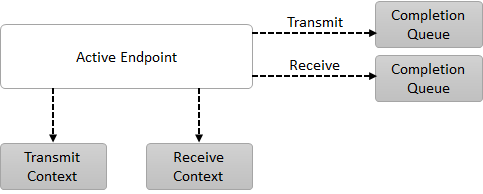 Transmit
Completion
Queue
Active Endpoint
Receive
Completion
Queue
Transmit
Context
Receive
Context